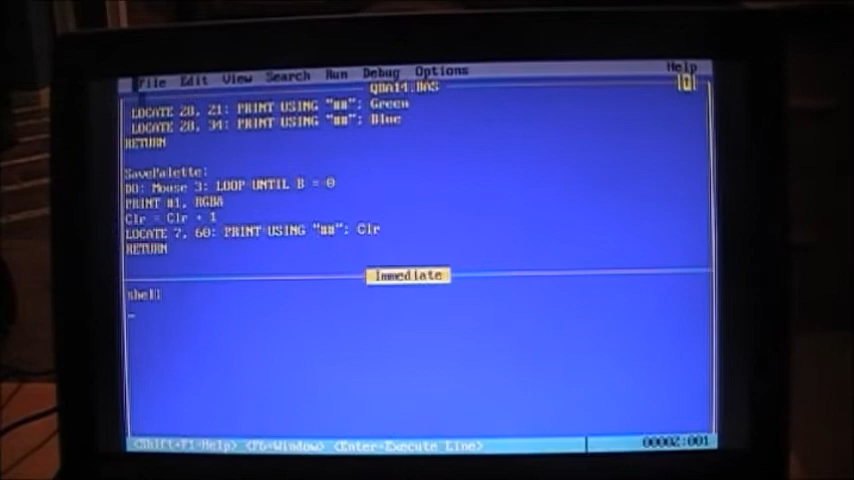 File Edit View Search Run Debug Options Help
QBA14.BAS
LOCATE 28, 21: PRINT USING "##"; Green
LOCATE 28, 34: PRINT USING "##"; Blue
RETURN
SavePalette:
DO: Mouse 3: LOOP UNTIL B = 0
PRINT #1, RGBA
Clr = Clr + 1
LOCATE 7, 60: PRINT USING "##"; Clr
RETURN
Immediate
shell
<Shift+F1=Help> <F6=Window> <Enter=Execute Line> 00002:001